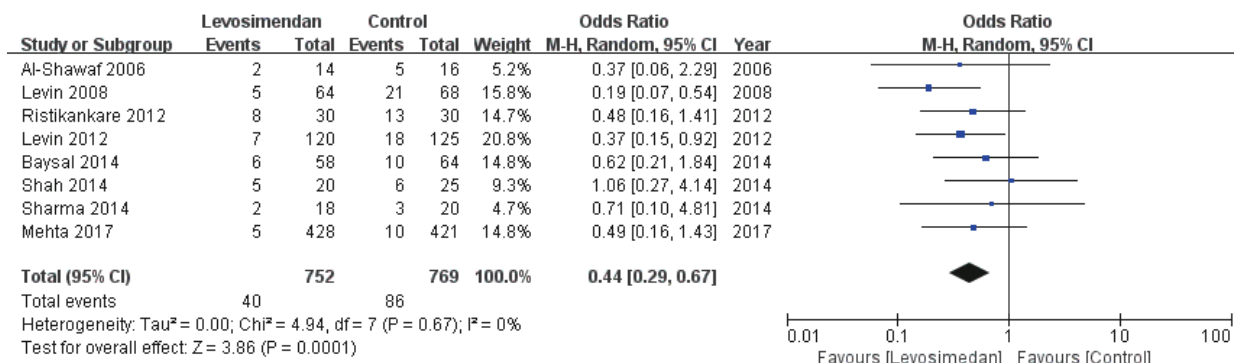 Levosimendan Control Odds Ratio Odds Ratio
Study or Subgroup Events Total Events Total Weight M-H, Random, 95% CI Year M-H, Random, 95% CI
Al-Shawaf 2006 2 14 5 16 5.2% 0.37 [0.06, 2.29] 2006
Levin 2008 5 64 21 68 15.8% 0.19 [0.07, 0.54] 2008
Ristikankare 2012 8 30 13 30 14.7% 0.48 [0.16, 1.41] 2012
Levin 2012 7 120 18 125 20.8% 0.37 [0.15, 0.92] 2012
Baysal 2014 6 58 10 64 14.8% 0.62 [0.21, 1.84] 2014
Shah 2014 5 20 6 25 9.3% 1.06 [0.27, 4.14] 2014
Sharma 2014 2 18 3 20 4.7% 0.71 [0.10, 4.81] 2014
Mehta 2017 5 428 10 421 14.8% 0.49 [0.16, 1.43] 2017
Total (95% CI) 752 769 100.0% 0.44 [0.29, 0.67]
Total events 40 86
Heterogeneity: Tau² = 0.00; Chi² = 4.94, df = 7 (P = 0.67); I² = 0%
Test for overall effect: Z = 3.86 (P = 0.0001)
0.01 0.1 1 10 100
Favours [Levosimedan] Favours [Control]